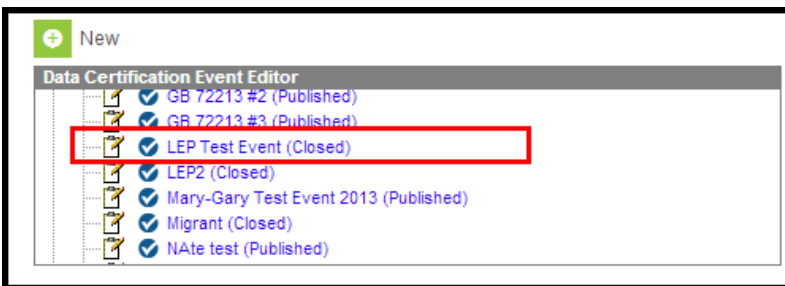 New
Data Certification Event Editor
GB 72213 #2 (Published)
GB 72213 #3 (Published)
LEP Test Event (Closed)
LEP2 (Closed)
Mary-Gary Test Event 2013 (Published)
Migrant (Closed)
NAte test (Published)